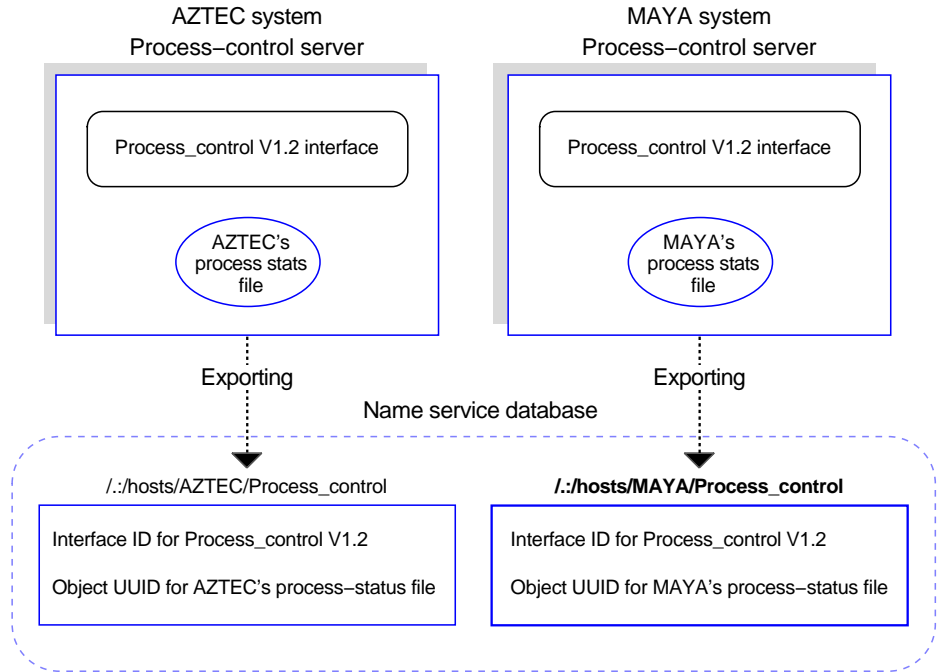 AZTEC system
Process−control server
Process_control V1.2 interface
AZTEC’s
process stats
file
Exporting
MAYA system
Process−control server
Process_control V1.2 interface
MAYA’s
process stats
file
Exporting
Name service database
/.:/hosts/AZTEC/Process_control
Interface ID for Process_control V1.2
Object UUID for AZTEC’s process−status file
/.:/hosts/MAYA/Process_control
Interface ID for Process_control V1.2
Object UUID for MAYA’s process−status file